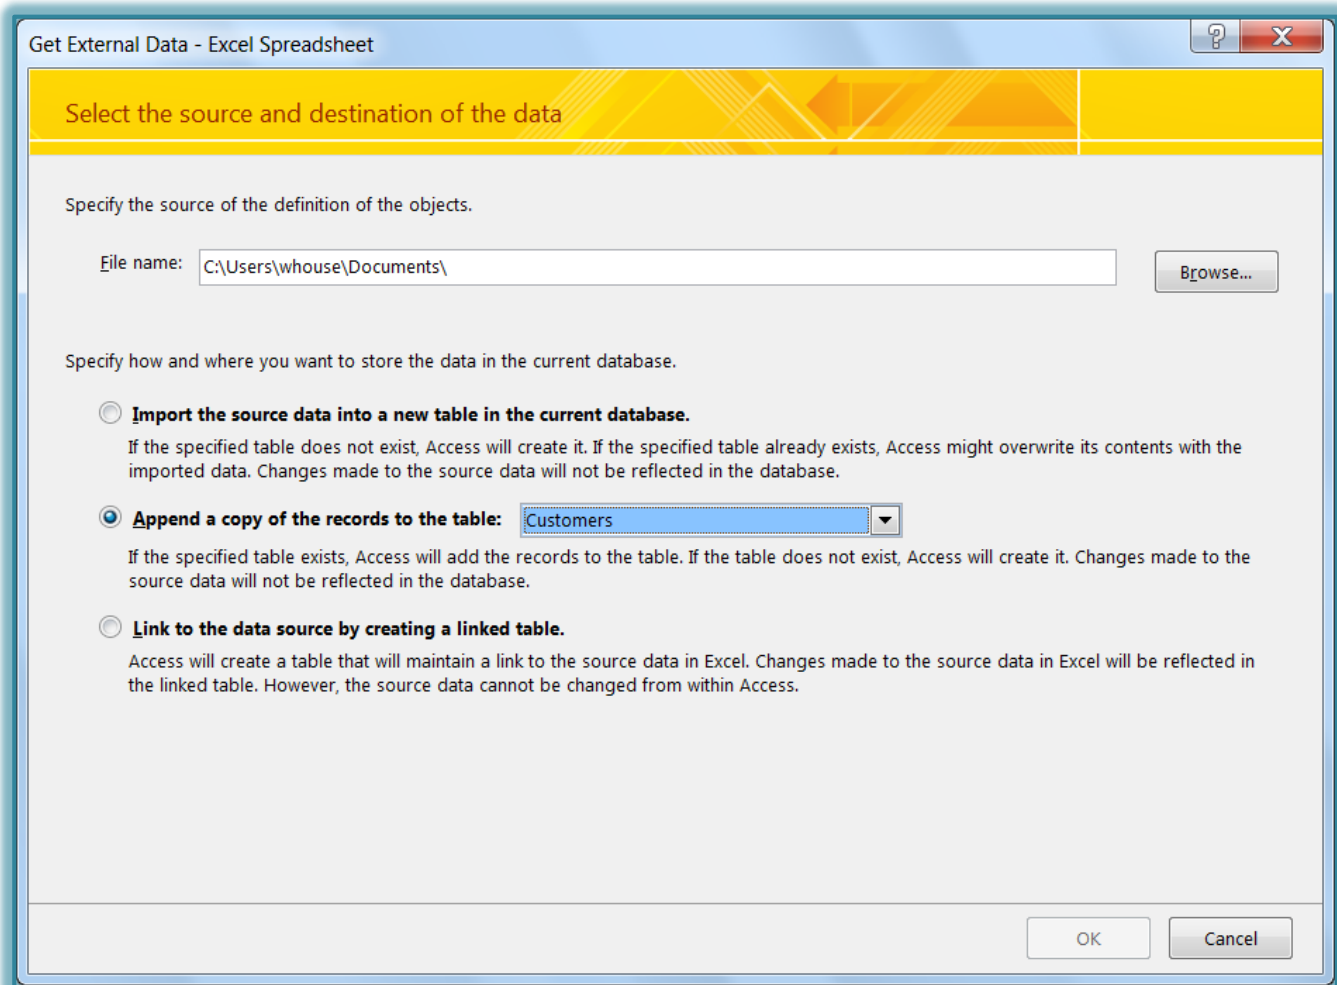 Get External Data - Excel Spreadsheet
Select the source and destination of the data
Specify the source of the definition of the objects.
File name: C:\Users\whouse\Documents\ Browse...
Specify how and where you want to store the data in the current database.
Import the source data into a new table in the current database.
If the specified table does not exist, Access will create it. If the specified table already exists, Access might overwrite its contents with the
imported data. Changes made to the source data will not be reflected in the database.
Append a copy of the records to the table: Customers
If the specified table exists, Access will add the records to the table. If the table does not exist, Access will create it. Changes made to the
source data will not be reflected in the database.
Link to the data source by creating a linked table.
Access will create a table that will maintain a link to the source data in Excel. Changes made to the source data in Excel will be reflected in
the linked table. However, the source data cannot be changed from within Access.
OK Cancel